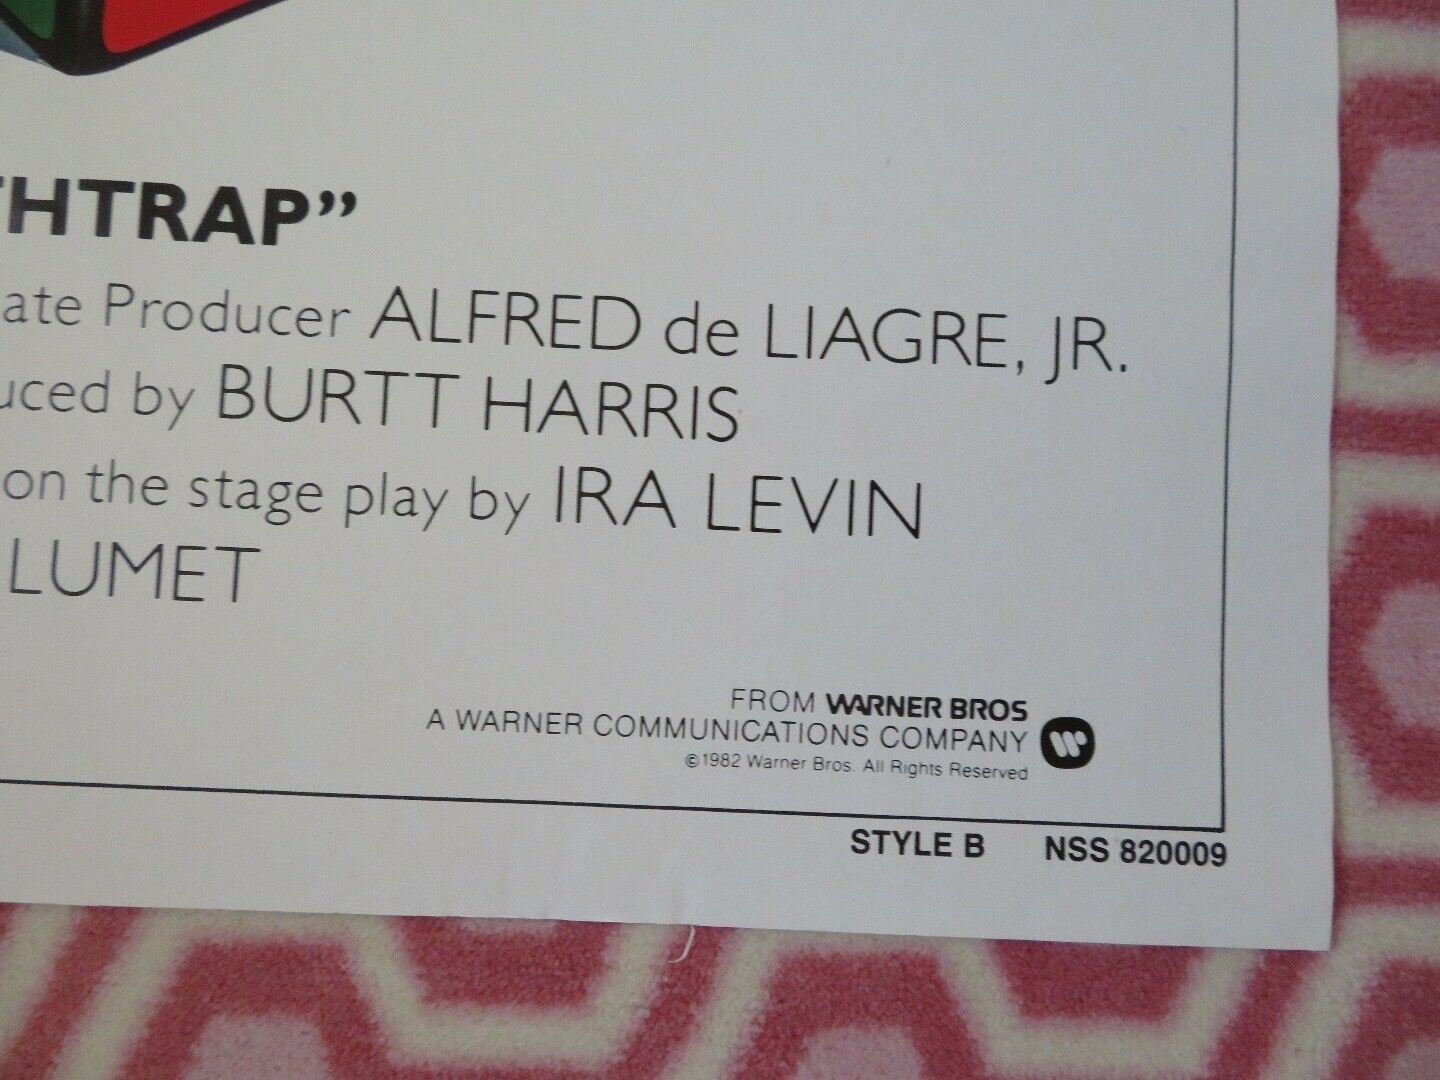 THTRAP”
ate Producer ALFRED de LIAGRE, JR.
uced by BURTT HARRIS
on the stage play by IRA LEVIN
LUMET
FROM WARNER BROS
A WARNER COMMUNICATIONS COMPANY
©1982 Warner Bros. All Rights Reserved
STYLE B NSS 820009